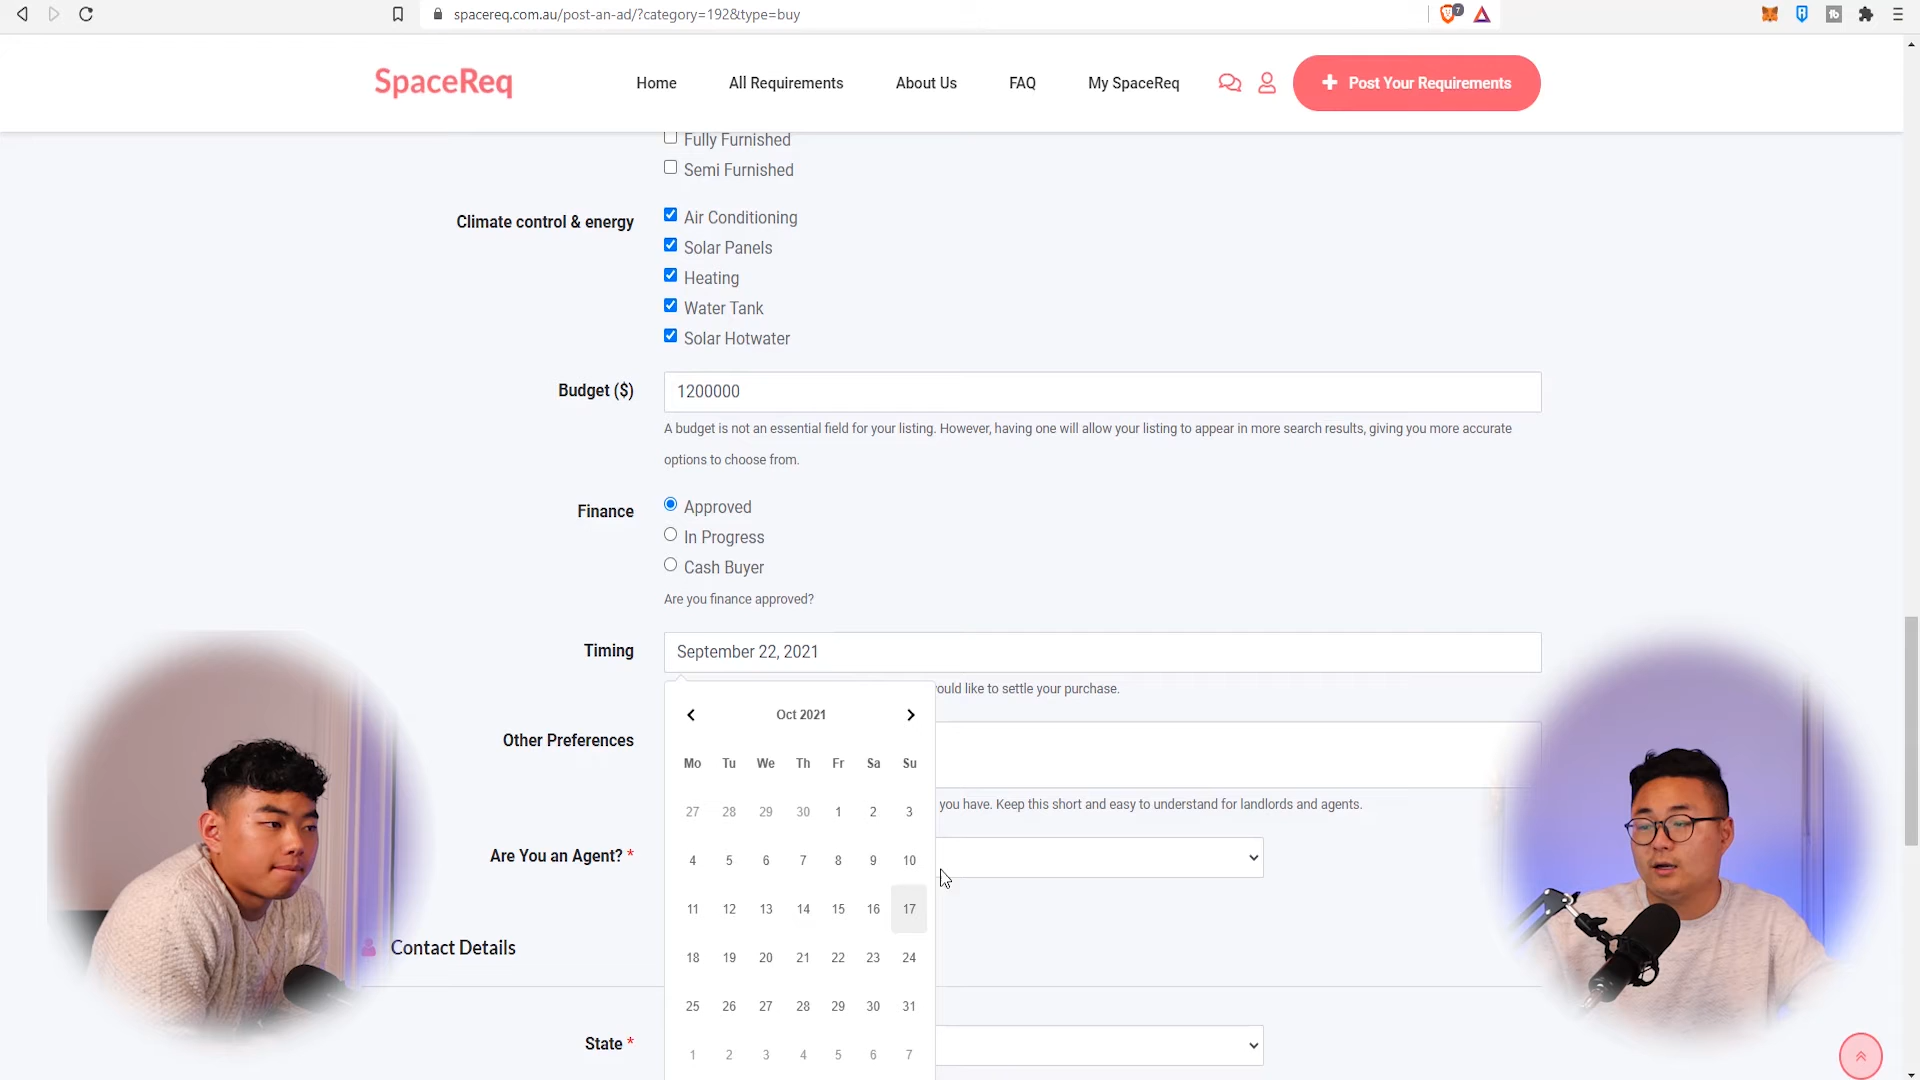 spacereq.com.au/post-an-ad/?category=192&type=buy
7
SpaceReq
Home
All Requirements
About Us
FAQ
My SpaceReq
Post Your Requirements
Fully Furnished
Semi Furnished
Climate control & energy
Air Conditioning
Solar Panels
Heating
Water Tank
Solar Hotwater
Budget ($)
1200000
A budget is not an essential field for your listing. However, having one will allow your listing to appear in more search results, giving you more accurate
options to choose from.
Finance
Approved
In Progress
Cash Buyer
Are you finance approved?
Timing
September 22, 2021
ould like to settle your purchase.
Oct 2021
Mo Tu We Th Fr Sa Su
27 28 29 30 1 2 3
4 5 6 7 8 9 10
11 12 13 14 15 16 17
18 19 20 21 22 23 24
25 26 27 28 29 30 31
1 2 3 4 5 6 7
Other Preferences
you have. Keep this short and easy to understand for landlords and agents.
Are You an Agent? *
Contact Details
State *